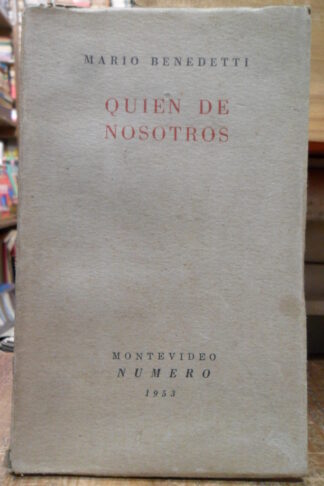 MARIO BENEDETTI
QUIEN DE
NOSOTROS
MONTEVIDEO
NUMERO
1953